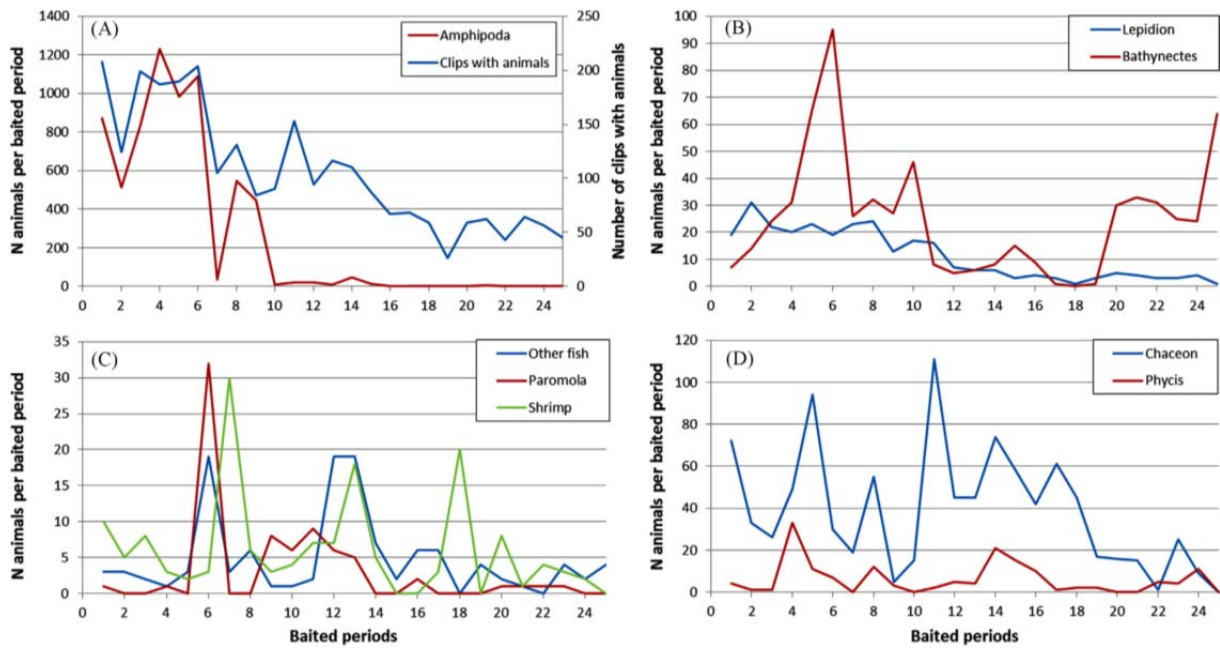 (A)
N animals per baited period
1400
1200
1000
800
600
400
200
0
Amphipoda
Clips with animals
Number of clips with animals
250
200
150
100
50
0
0 2 4 6 8 10 12 14 16 18 20 22 24
(B)
N animals per baited period
100
90
80
70
60
50
40
30
20
10
0
Lepidion
Bathynectes
0 2 4 6 8 10 12 14 16 18 20 22 24
(C)
N animals per baited period
35
30
25
20
15
10
5
0
Other fish
Paromola
Shrimp
0 2 4 6 8 10 12 14 16 18 20 22 24
Baited periods
(D)
N animals per baited period
120
100
80
60
40
20
0
Chaceon
Phycis
0 2 4 6 8 10 12 14 16 18 20 22 24
Baited periods